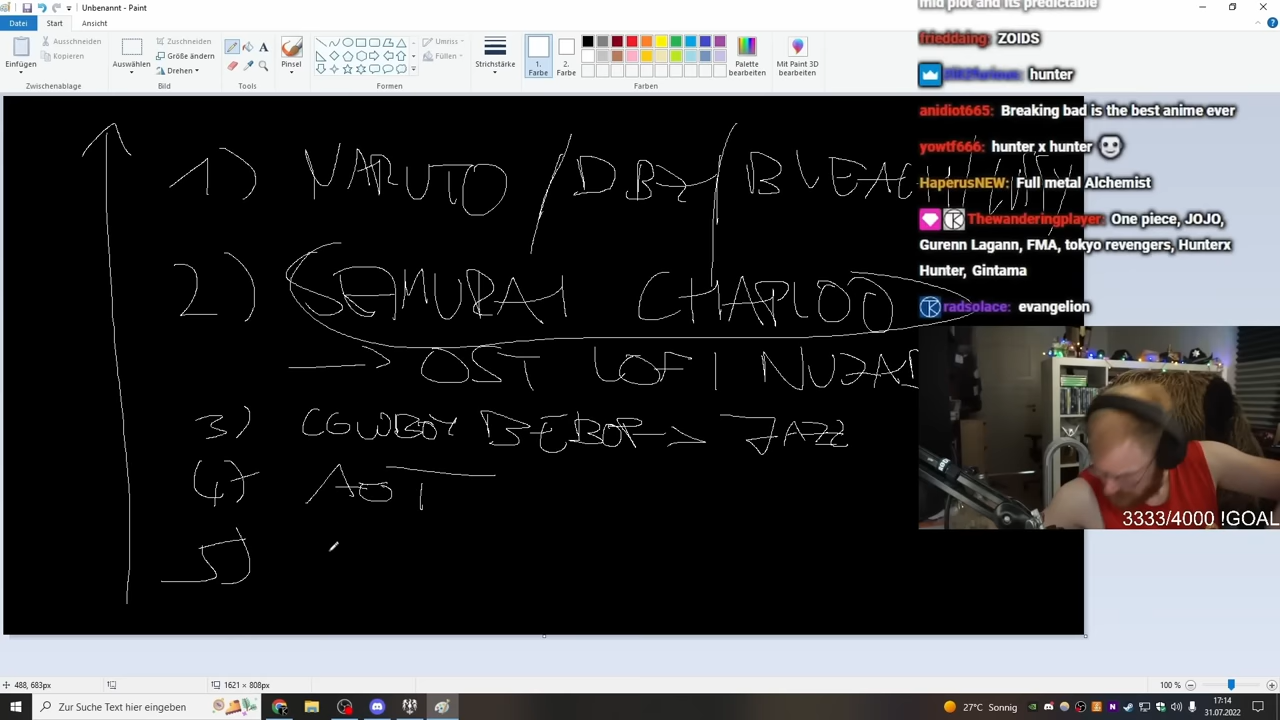 Unbenannt - Paint
Datei Start Ansicht
Einfügen
Ausschneiden
Kopieren
Zwischenablage
Auswählen
Zuschneiden
Größe ändern
Drehen
Bild
A
Tools
Pinsel
Umriss
Füllen
Formen
Strichstärke
1. Farbe
2. Farbe
Palette bearbeiten
Farben
Mit Paint 3D bearbeiten
mid plot and its predictable
frieddaing: ZOIDS
hunter
anidiot665: Breaking bad is the best anime ever
yowtf666: hunter x hunter
HaperusNEW: Full metal Alchemist
Thewanderingplayer: One piece, JOJO,
Gurenn Lagann, FMA, tokyo revengers, Hunterx
Hunter, Gintama
radsolace: evangelion
1) NARUTO / DBZ / BLEACH /
2) SEMURAI CHAPLOO
OST LOFI NUJAB
3) COWBOY BEBOP -> JAZZ
4) AOT
5)
3333/4000 !GOAL
488, 683px
1621 × 808px
100 %
Zur Suche Text hier eingeben
27°C Sonnig
17:14
31.07.2022